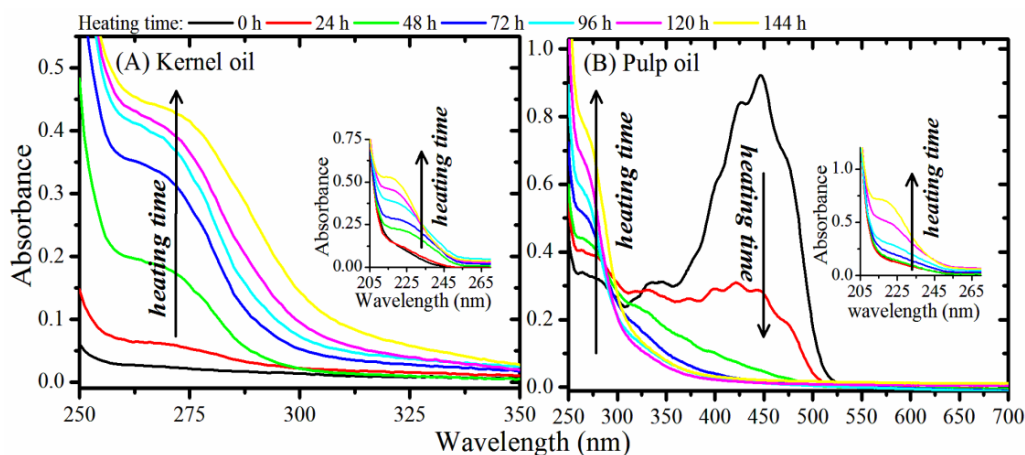 Heating time: 0 h 24 h 48 h 72 h 96 h 120 h 144 h
(A) Kernel oil
Absorbance
0.5
0.4
0.3
0.2
0.1
0.0
250 275 300 325 350
heating time
Absorbance
0.75
0.50
0.25
0.00
205 225 245 265
Wavelength (nm)
heating time
(B) Pulp oil
1.0
0.8
0.6
0.4
0.2
0.0
250 300 350 400 450 500 550 600 650 700
heating time
heating time
Absorbance
1.0
0.5
0.0
205 225 245 265
wavelength (nm)
heating time
Wavelength (nm)